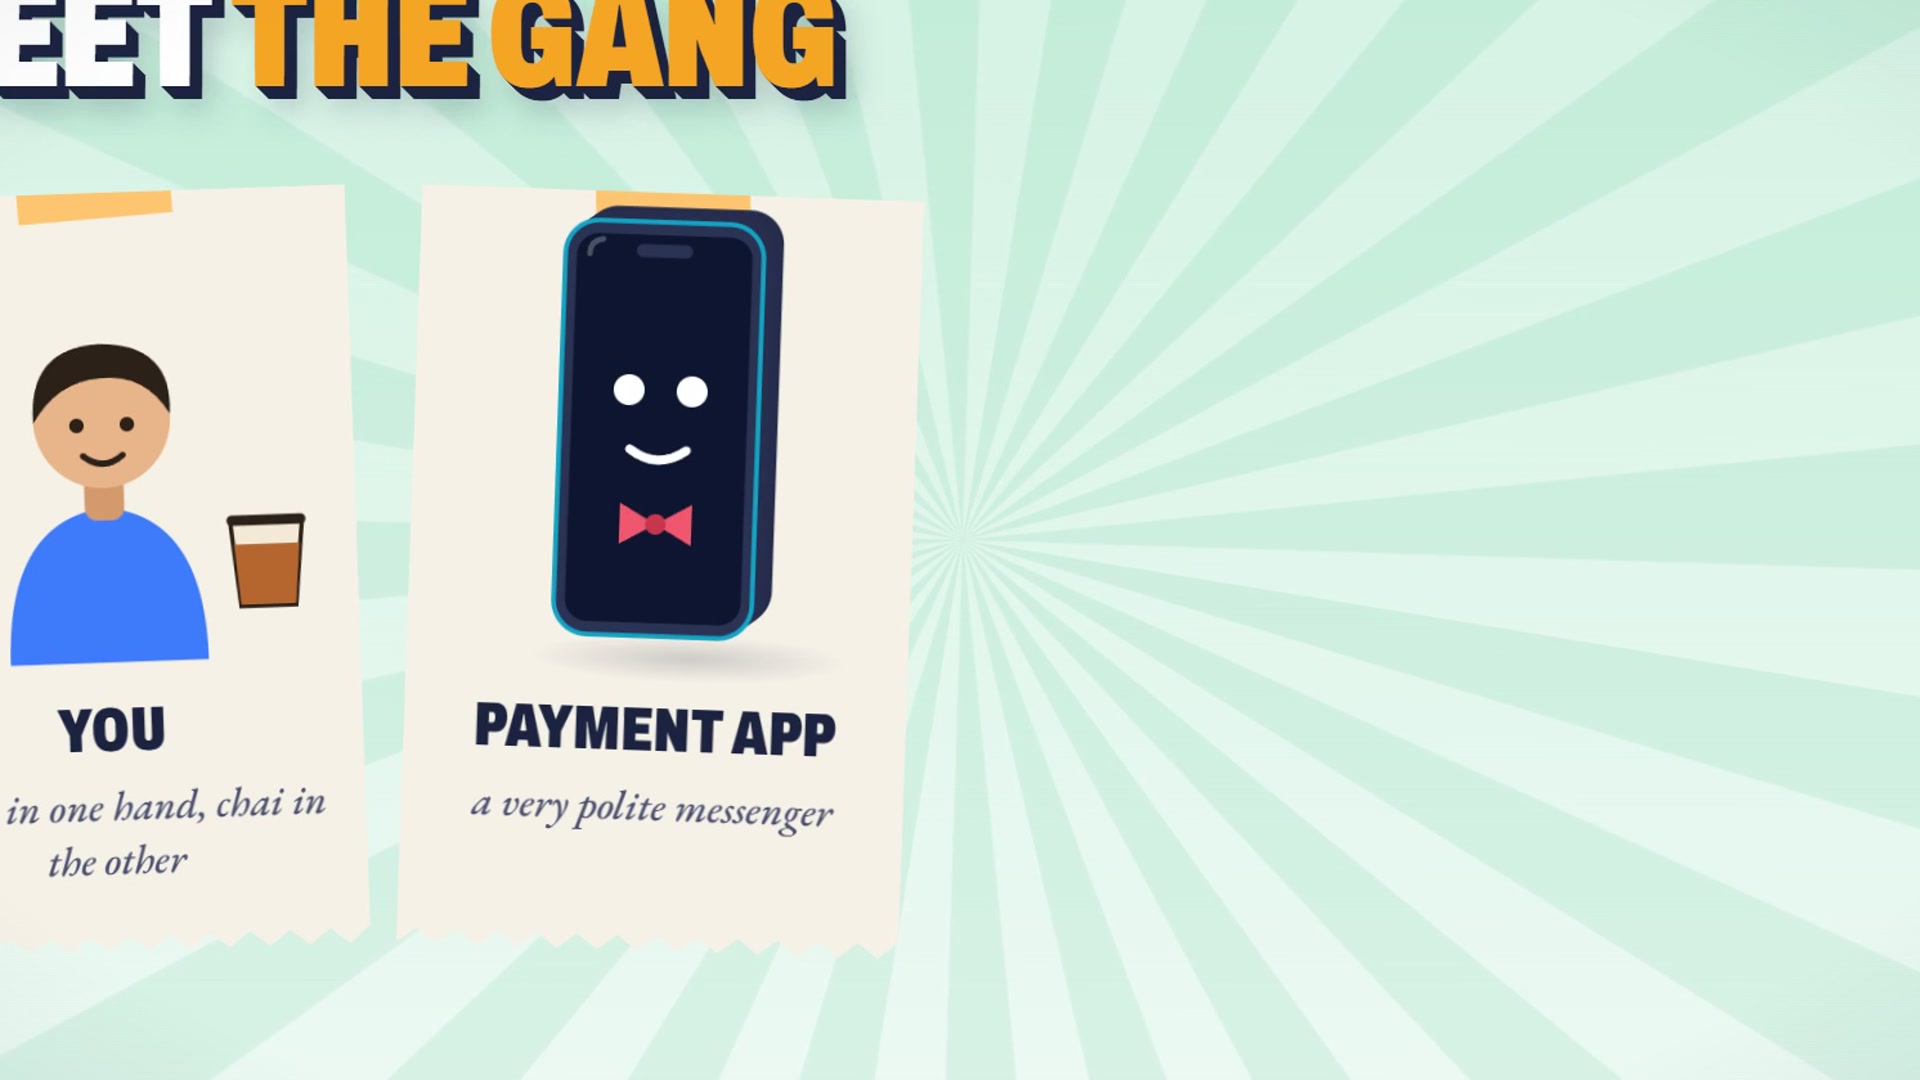 EET THE GANG
YOU
in one hand, chai in
the other
PAYMENT APP
a very polite messenger